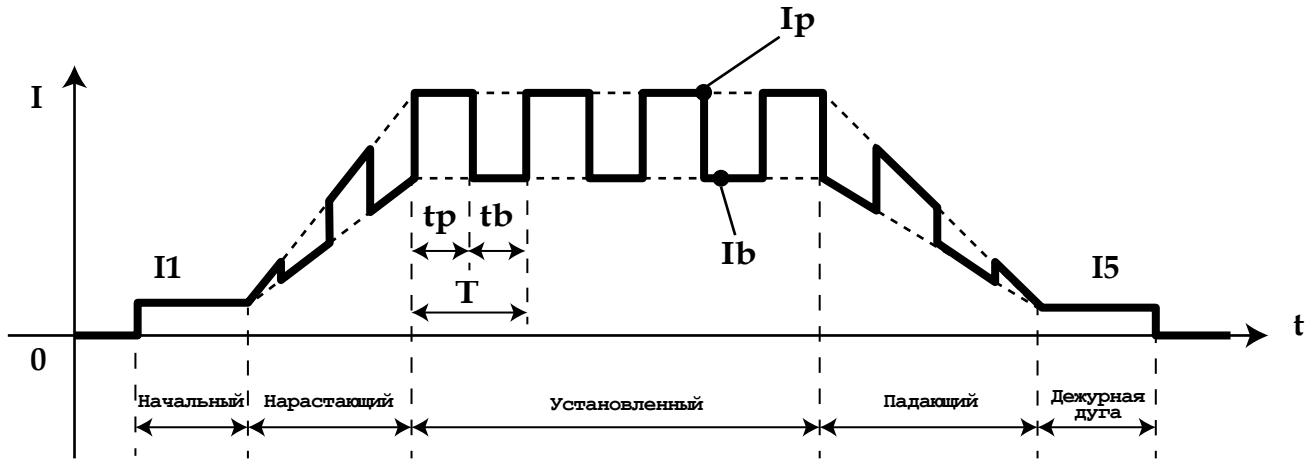 Ip
I
tp tb
Ib
I1
I5
T
t
0
Начальный
Нарастающий
Установленный
Падающий
Дежурная
дуга